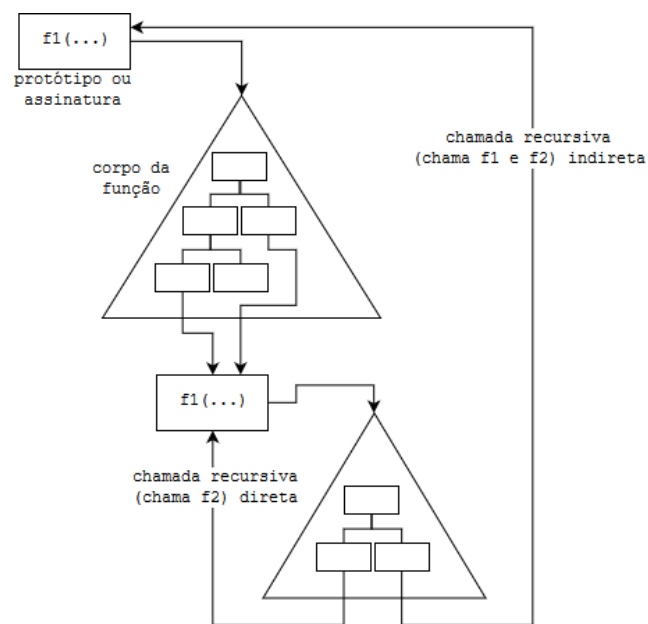 f1(...)
protótipo ou
assinatura
chamada recursiva
(chama f1 e f2) indireta
corpo da
função
f1(...)
chamada recursiva
(chama f2) direta